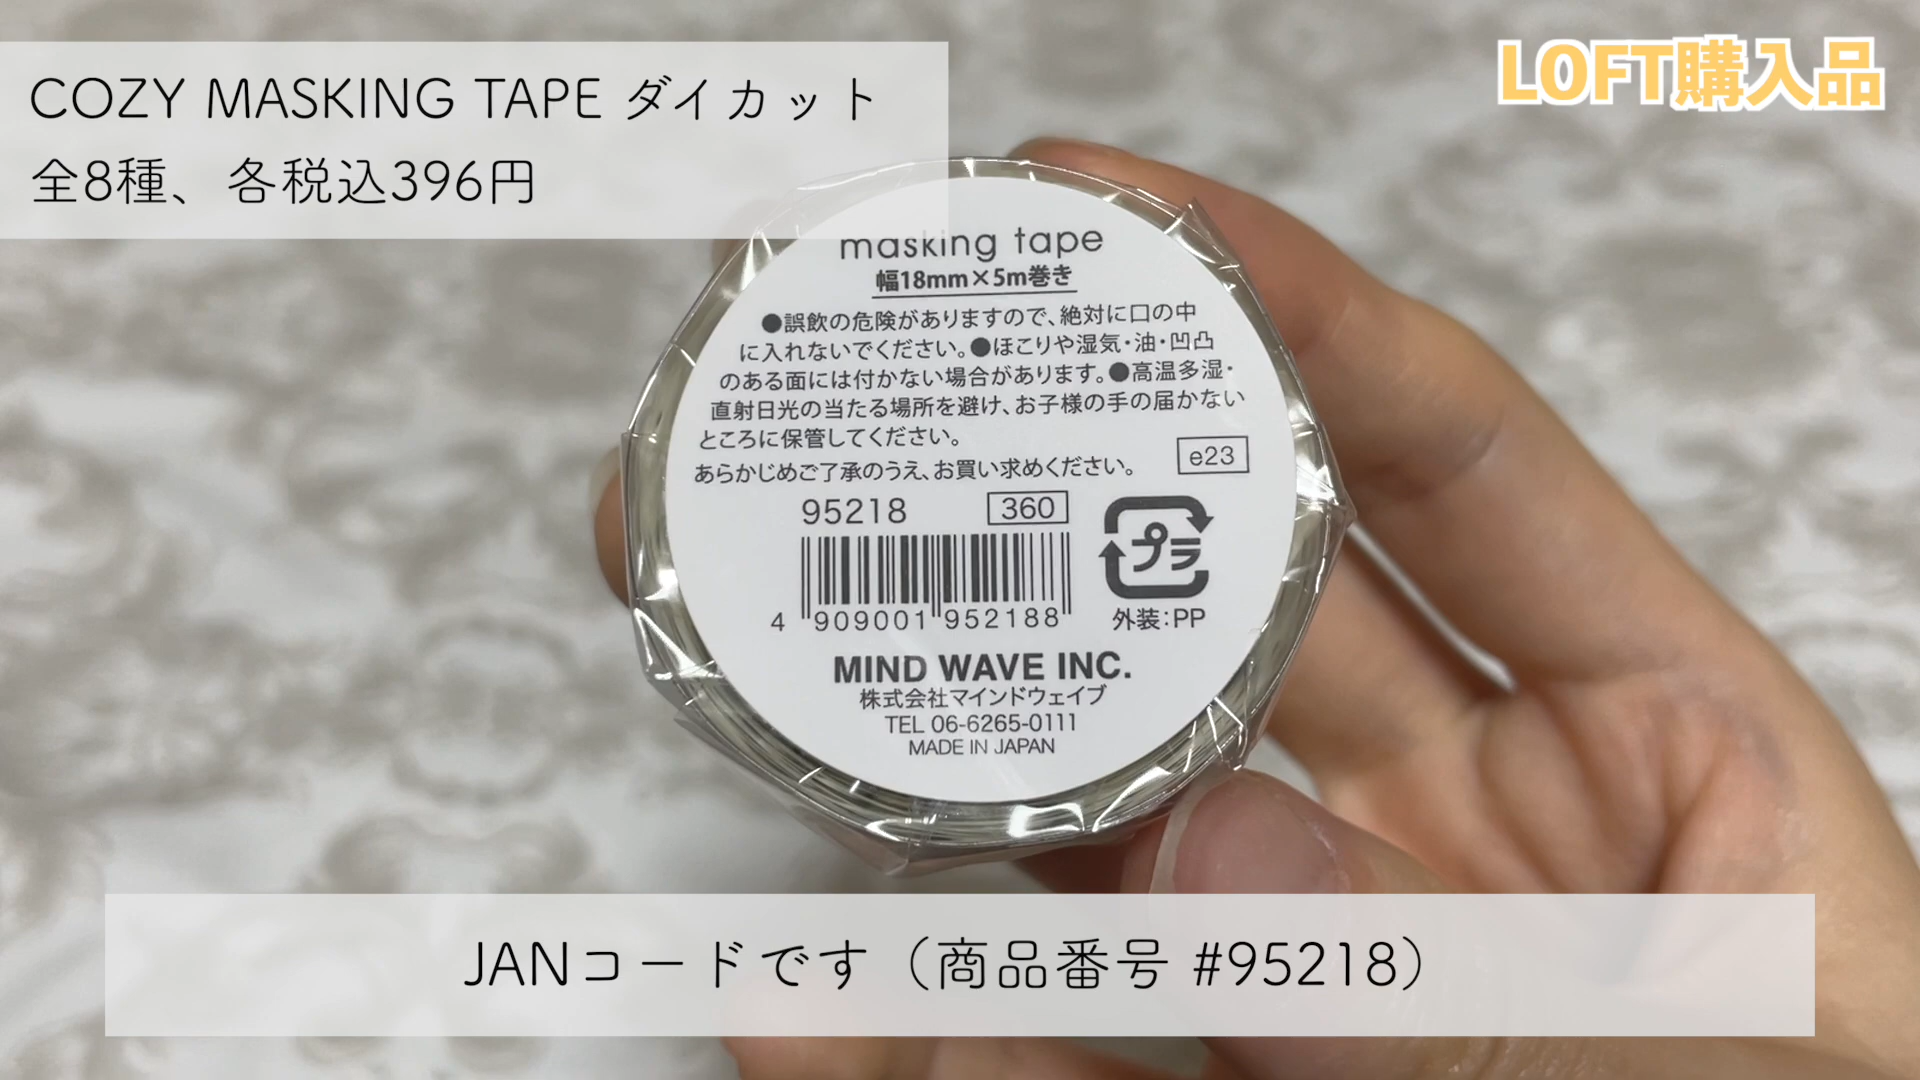 COZY MASKING TAPE ダイカット
全8種、各税込396円
LOFT購入品
masking tape
幅18mm×5m巻き
●誤飲の危険がありますので、絶対に口の中
に入れないでください。●ほこりや湿気・油・凹凸
のある面には付かない場合があります。●高温多湿・
直射日光の当たる場所を避け、お子様の手の届かない
ところに保管してください。
あらかじめご了承のうえ、お買い求めください。
e23
95218
360
プラ
4 909001 952188
外装:PP
MIND WAVE INC.
株式会社マインドウェイブ
TEL 06-6265-0111
MADE IN JAPAN
JANコードです（商品番号 #95218）